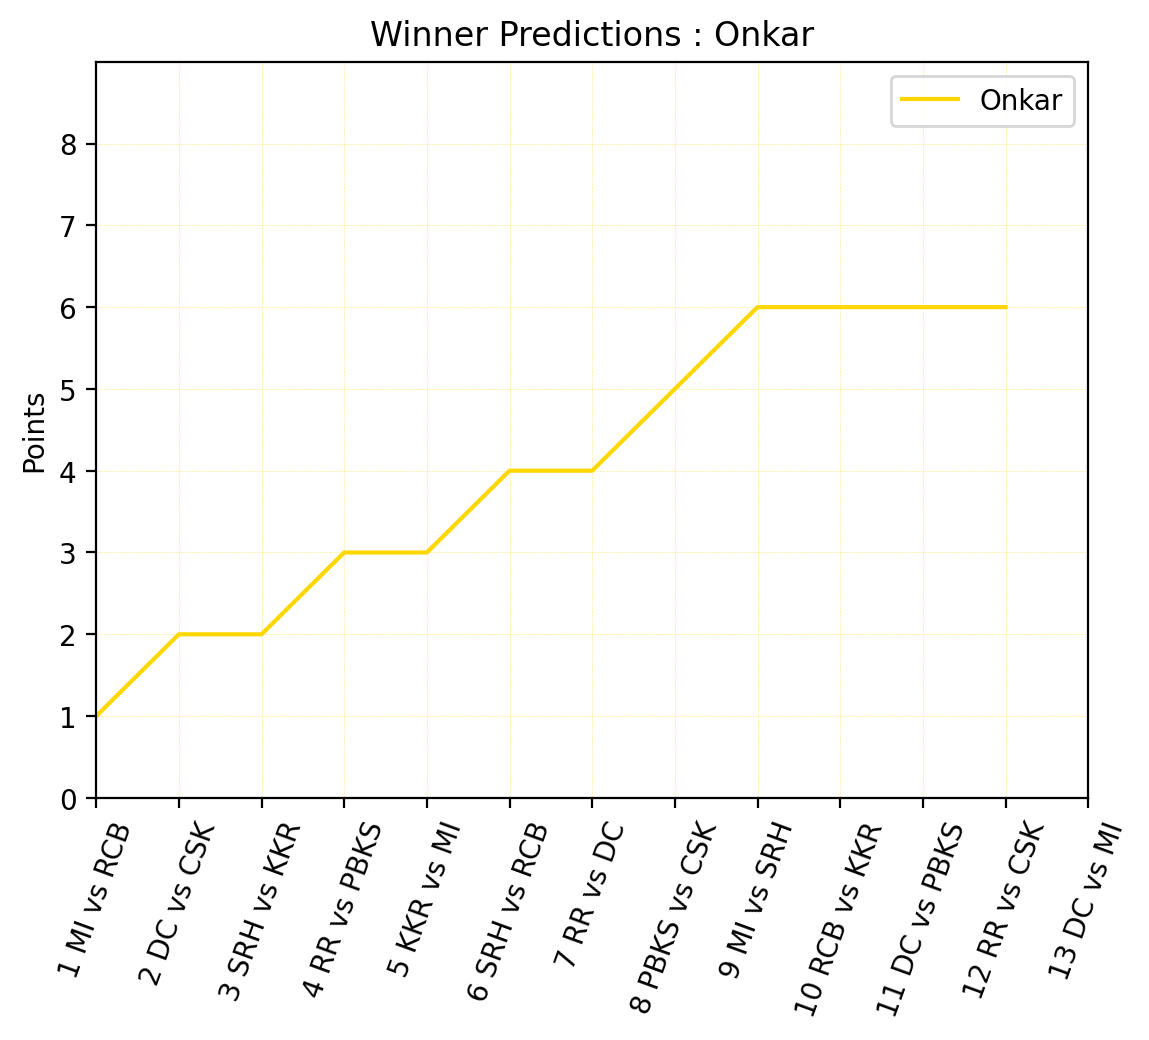 Winner Predictions : Onkar
Onkar
Points
8
7
6
5
4
3
2
1
0
1 MI vs RCB
2 DC vs CSK
3 SRH vs KKR
4 RR vs PBKS
5 KKR vs MI
6 SRH vs RCB
7 RR vs DC
8 PBKS vs CSK
9 MI vs SRH
10 RCB vs KKR
11 DC vs PBKS
12 RR vs CSK
13 DC vs MI